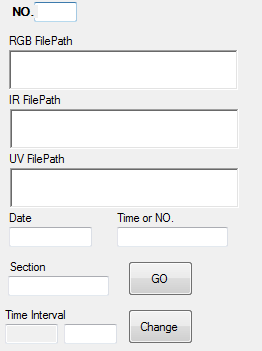 NO.
RGB FilePath
IR FilePath
UV FilePath
Date Time or NO.
Section
GO
Time Interval
Change